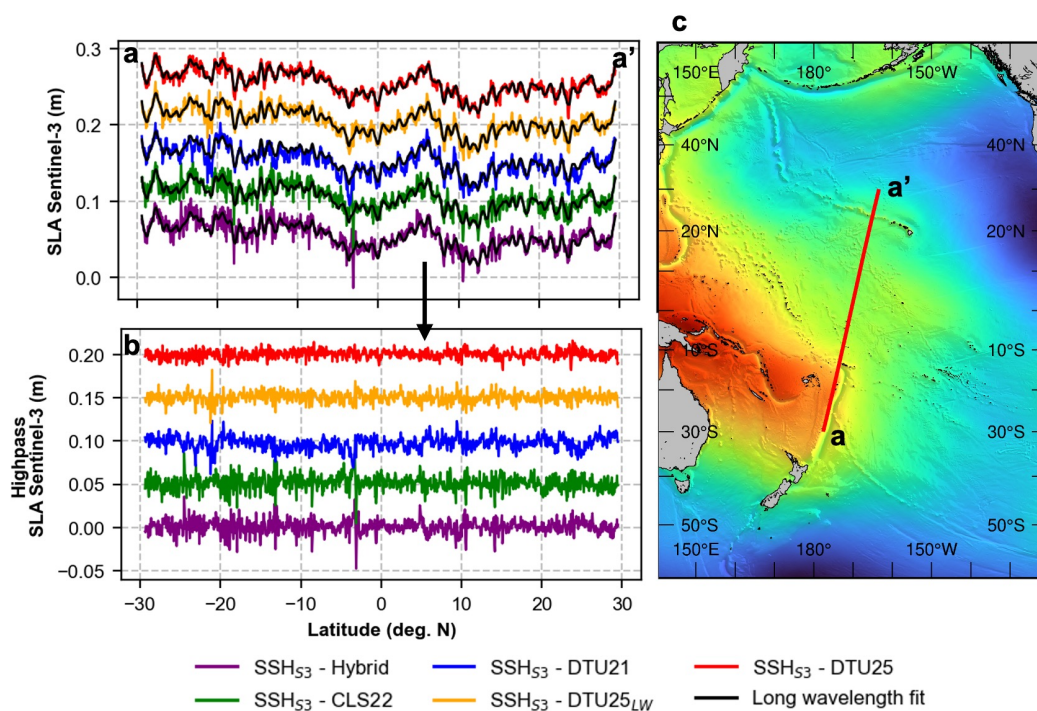 a
a'
0.3
0.2
0.1
0.0
SLA Sentinel-3 (m)
b
0.20
0.15
0.10
0.05
0.00
−0.05
Highpass
SLA Sentinel-3 (m)
−30 −20 −10 0 10 20 30
Latitude (deg. N)
c
150°E 180° 150°W
40°N 40°N
a'
20°N 20°N
10°S 10°S
a
30°S 30°S
50°S 50°S
150°E 180° 150°W
SSHS3 - Hybrid SSHS3 - DTU21 SSHS3 - DTU25
SSHS3 - CLS22 SSHS3 - DTU25LW Long wavelength fit